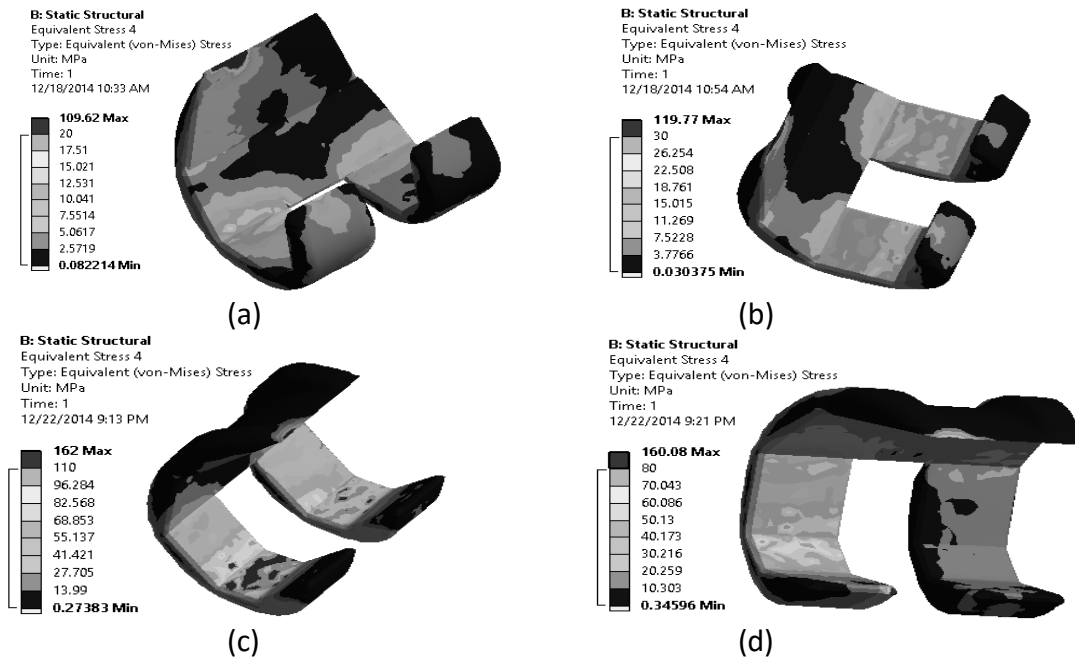 B: Static Structural
Equivalent Stress 4
Type: Equivalent (von-Mises) Stress
Unit: MPa
Time: 1
12/18/2014 10:33 AM
109.62 Max
20
17.51
15.021
12.531
10.041
7.5514
5.0617
2.5719
0.082214 Min
(a)
B: Static Structural
Equivalent Stress 4
Type: Equivalent (von-Mises) Stress
Unit: MPa
Time: 1
12/18/2014 10:54 AM
119.77 Max
30
26.254
22.508
18.761
15.015
11.269
7.5228
3.7766
0.030375 Min
(b)
B: Static Structural
Equivalent Stress 4
Type: Equivalent (von-Mises) Stress
Unit: MPa
Time: 1
12/22/2014 9:13 PM
162 Max
110
96.284
82.568
68.853
55.137
41.421
27.705
13.99
0.27383 Min
(c)
B: Static Structural
Equivalent Stress 4
Type: Equivalent (von-Mises) Stress
Unit: MPa
Time: 1
12/22/2014 9:21 PM
160.08 Max
80
70.043
60.086
50.13
40.173
30.216
20.259
10.303
0.34596 Min
(d)